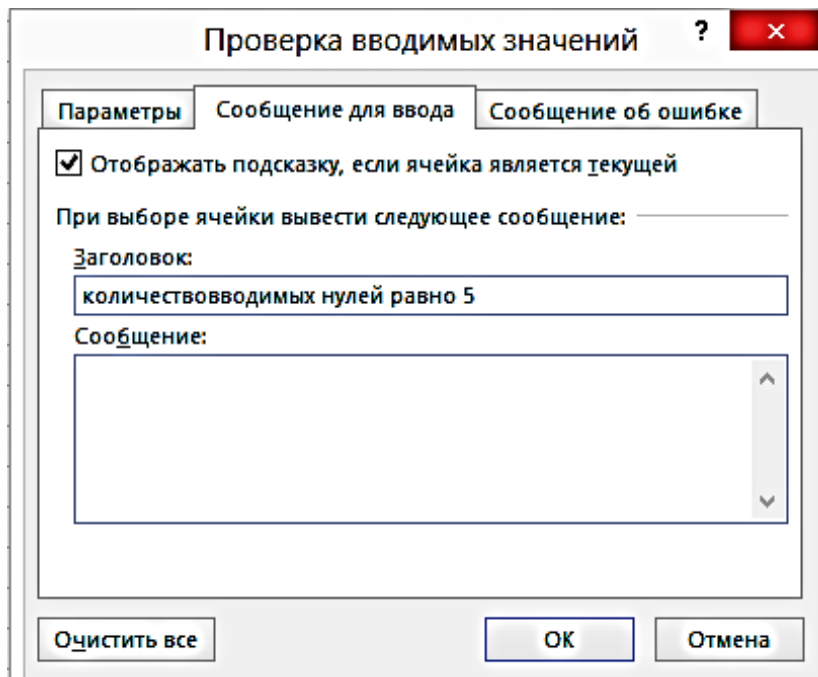 Проверка вводимых значений ?
Параметры Сообщение для ввода Сообщение об ошибке
Отображать подсказку, если ячейка является текущей
При выборе ячейки вывести следующее сообщение:
Заголовок:
количествовводимых нулей равно 5
Сообщение:
Очистить все ОК Отмена